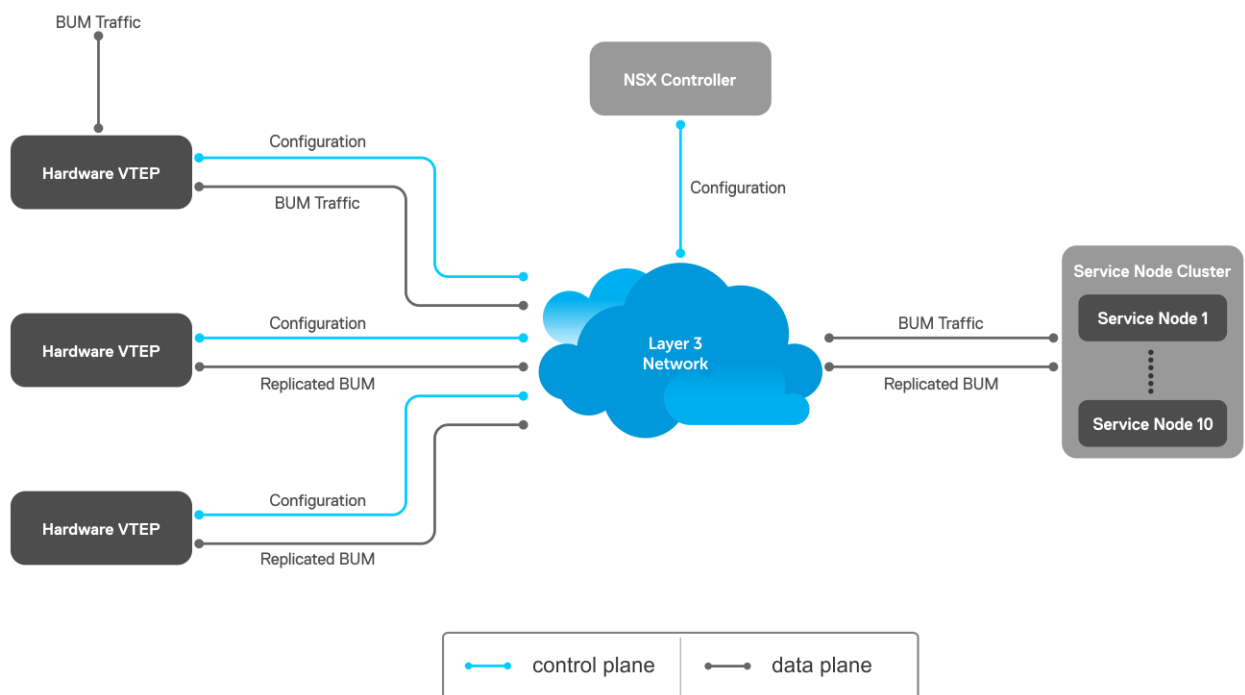 BUM Traffic
NSX Controller
Configuration
Hardware VTEP
BUM Traffic
Configuration
Service Node Cluster
Service Node 1
Configuration
BUM Traffic
Hardware VTEP
Layer 3
Network
Replicated BUM
Replicated BUM
Service Node 10
Configuration
Hardware VTEP
Replicated BUM
control plane
data plane